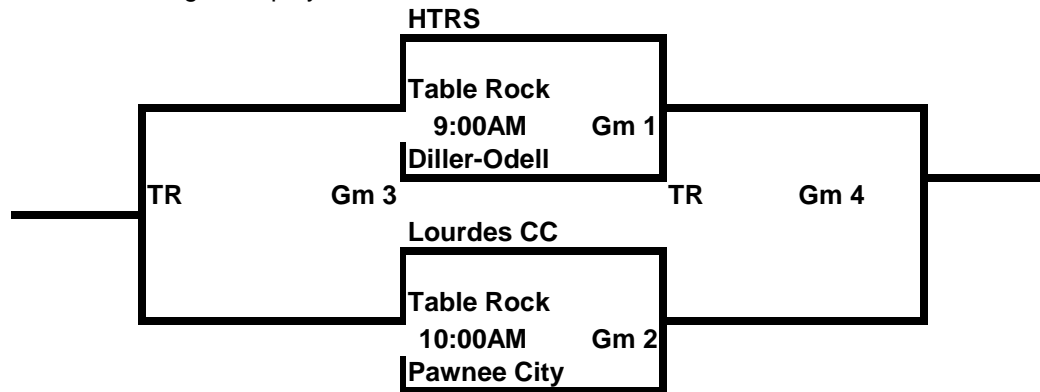 HTRS
Table Rock
9:00AM Gm 1
Diller-Odell
TR Gm 3 TR Gm 4
Lourdes CC
Table Rock
10:00AM Gm 2
Pawnee City